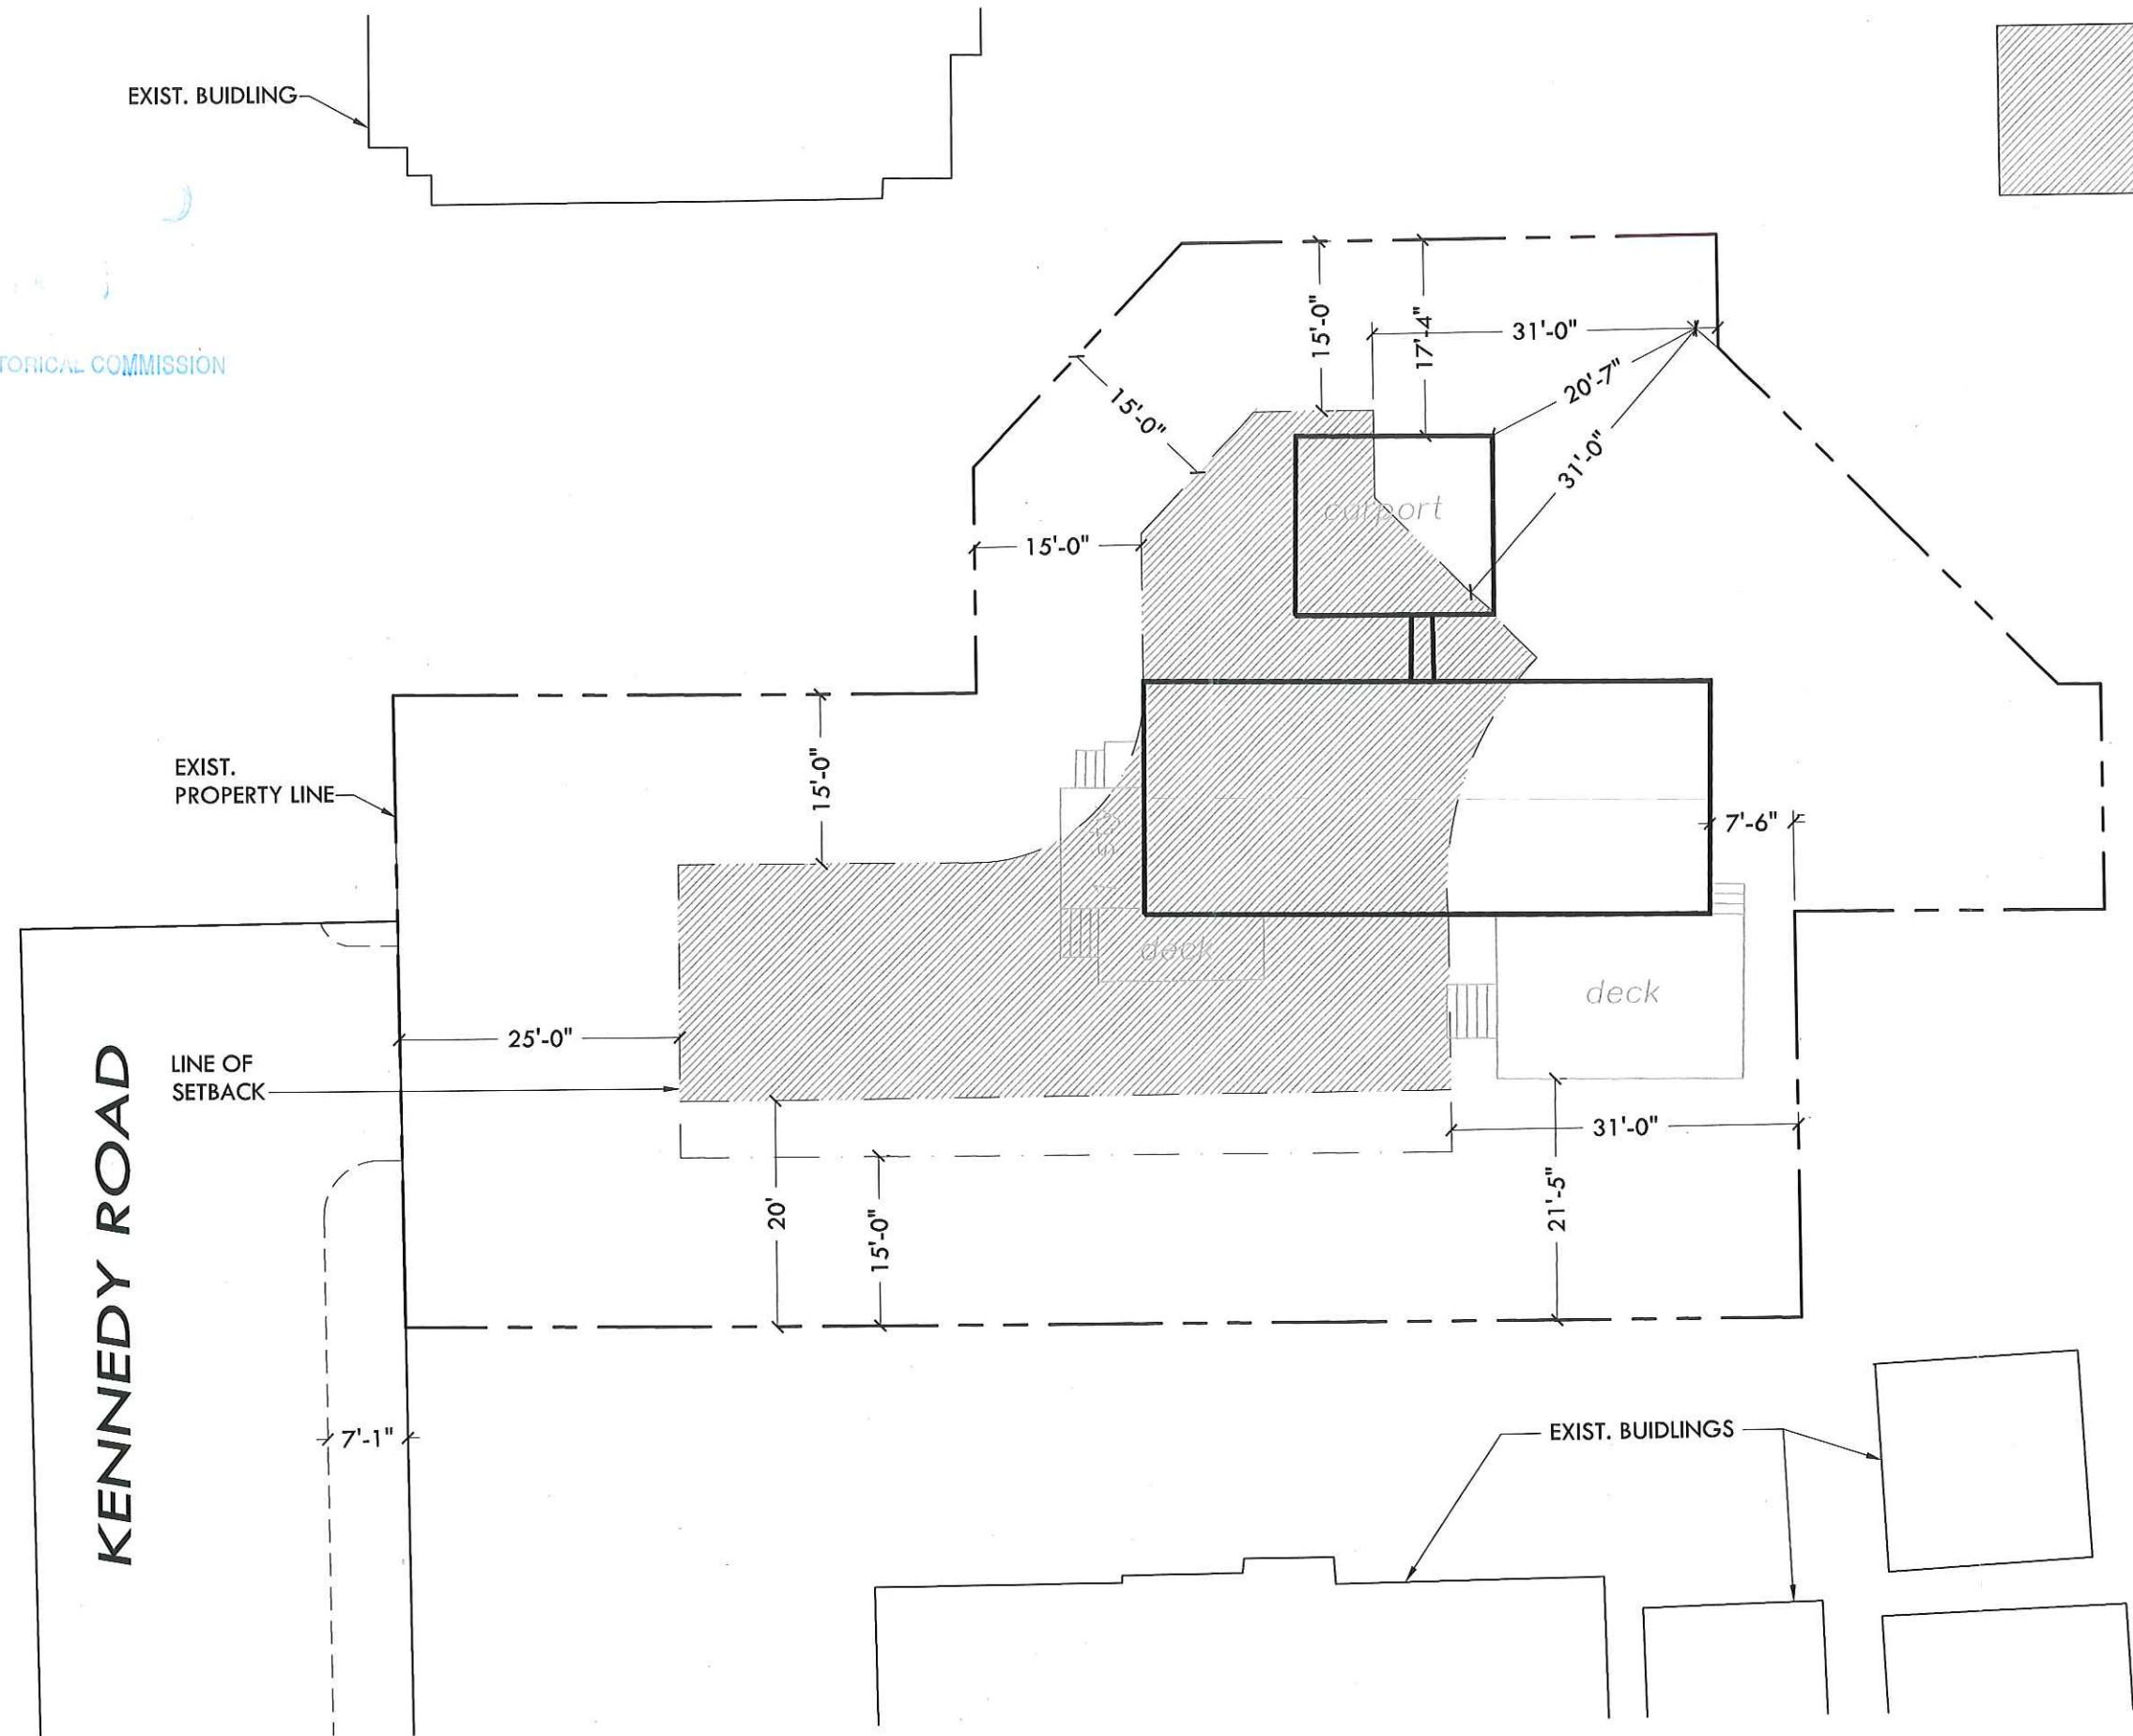 EXIST. BUIDLING
TORICAL COMMISSION
15'-0"
17'-4"
31'-0"
20'-7"
15'-0"
31'-0"
carport
15'-0"
EXIST.
PROPERTY LINE
15'-0"
7'-6"
deck
deck
25'-0"
LINE OF
SETBACK
KENNEDY ROAD
31'-0"
20'
15'-0"
21'-5"
7'-1"
EXIST. BUIDLINGS